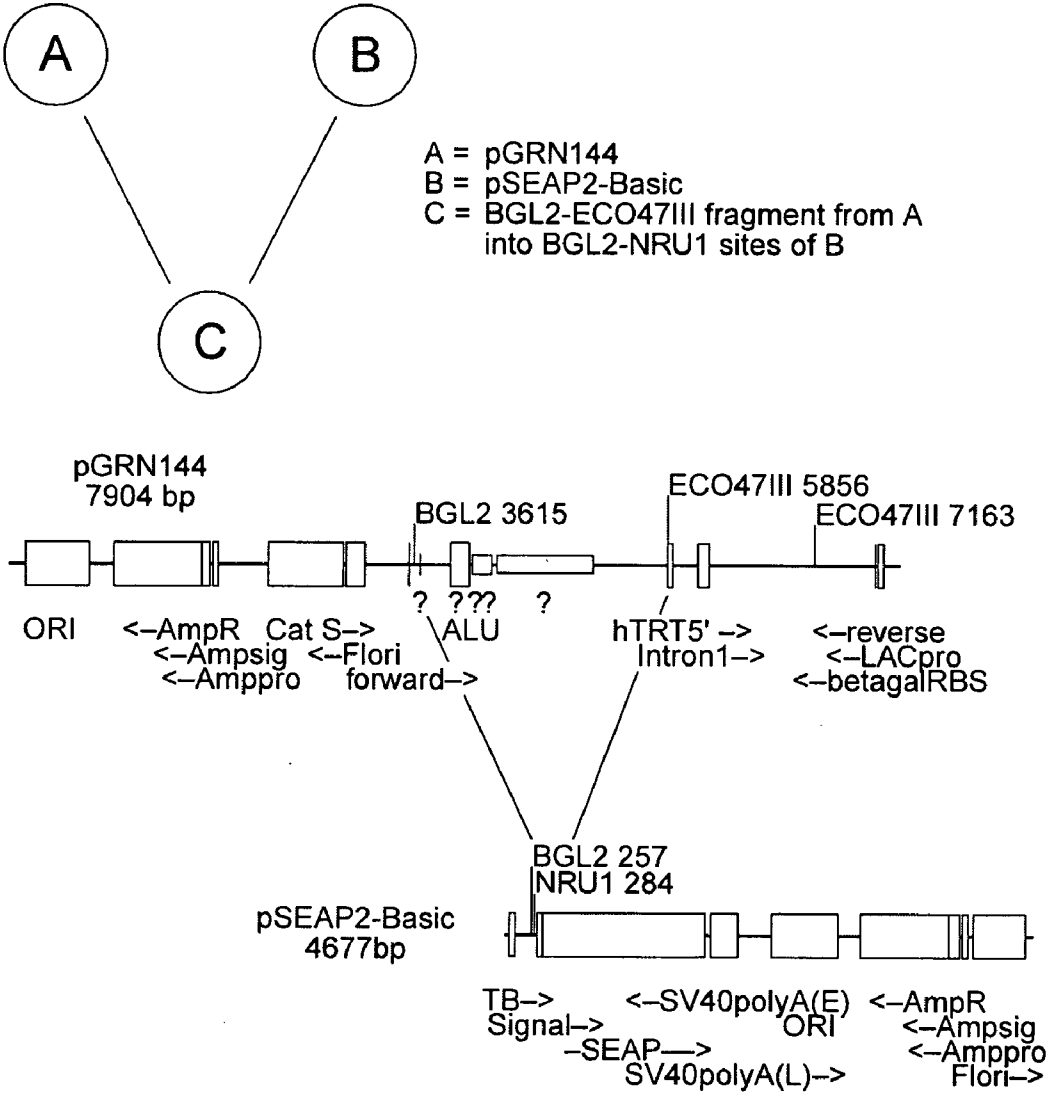 A
B
A = pGRN144
B = pSEAP2-Basic
C = BGL2-ECO47III fragment from A
into BGL2-NRU1 sites of B
C
pGRN144
7904 bp
ECO47III 5856
BGL2 3615
ECO47III 7163
? ? ?? ?
ORI <–AmpR Cat S–> ALU hTRT5' –> <–reverse
<–Ampsig <–Flori Intron1–> <–LACpro
<–Amppro forward–> <–betagalRBS
BGL2 257
NRU1 284
pSEAP2-Basic
4677bp
TB–> <–SV40polyA(E) <–AmpR
Signal–> ORI <–Ampsig
–SEAP—> <–Amppro
SV40polyA(L)–> Flori–>